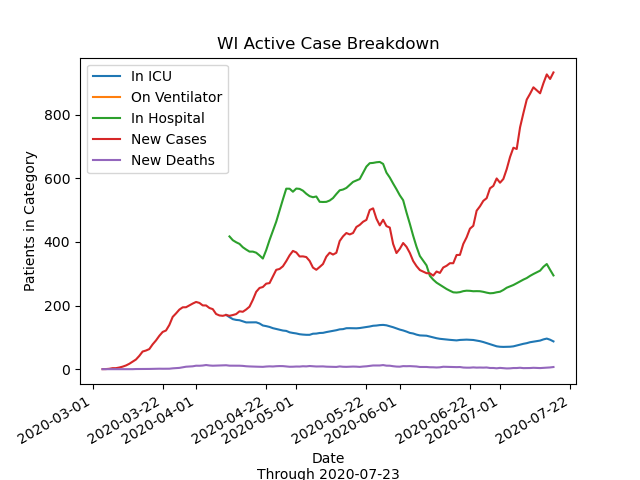 WI Active Case Breakdown
In ICU
On Ventilator
In Hospital
New Cases
New Deaths
Patients in Category
800
600
400
200
0
2020-03-01
2020-03-22
2020-04-01
2020-04-22
2020-05-01
2020-05-22
2020-06-01
2020-06-22
2020-07-01
2020-07-22
Date
Through 2020-07-23